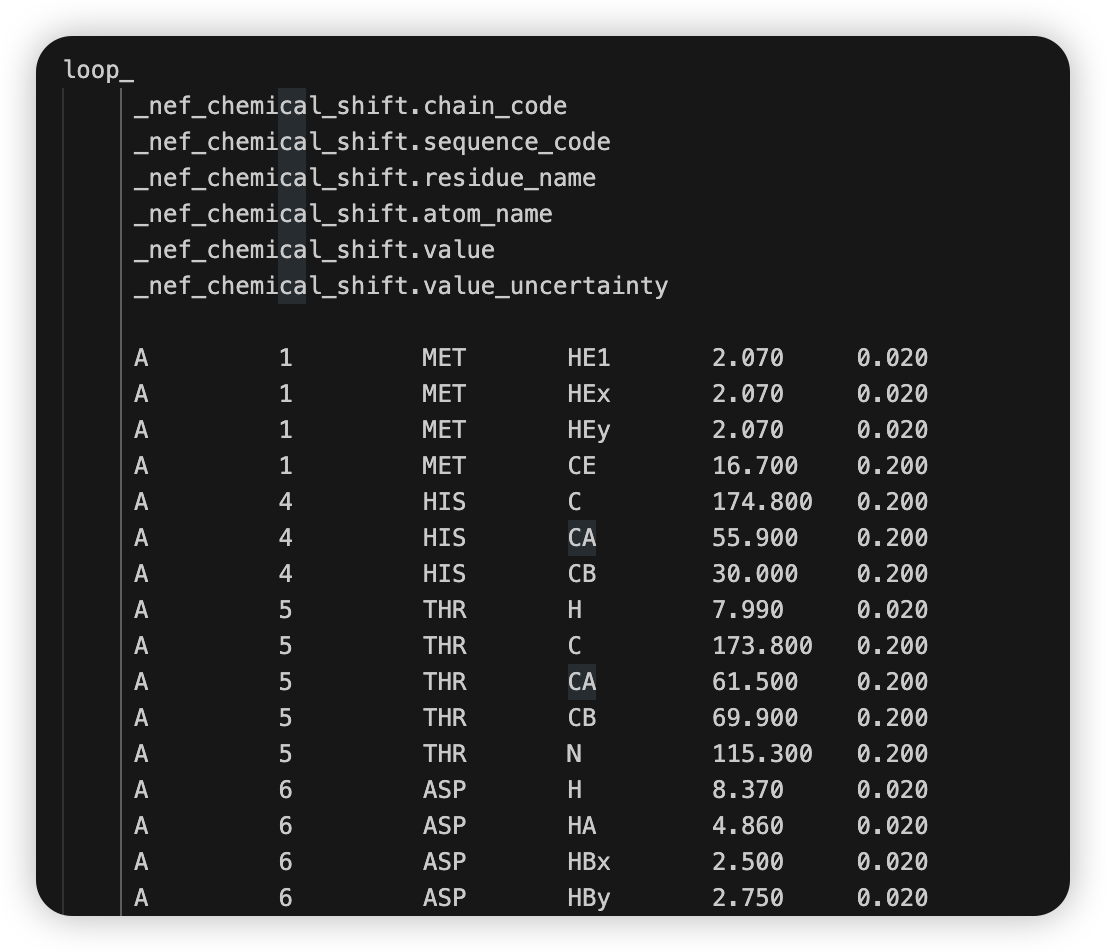 loop_
_nef_chemical_shift.chain_code
_nef_chemical_shift.sequence_code
_nef_chemical_shift.residue_name
_nef_chemical_shift.atom_name
_nef_chemical_shift.value
_nef_chemical_shift.value_uncertainty
A 1 MET HE1 2.070 0.020
A 1 MET HEx 2.070 0.020
A 1 MET HEy 2.070 0.020
A 1 MET CE 16.700 0.200
A 4 HIS C 174.800 0.200
A 4 HIS CA 55.900 0.200
A 4 HIS CB 30.000 0.200
A 5 THR H 7.990 0.020
A 5 THR C 173.800 0.200
A 5 THR CA 61.500 0.200
A 5 THR CB 69.900 0.200
A 5 THR N 115.300 0.200
A 6 ASP H 8.370 0.020
A 6 ASP HA 4.860 0.020
A 6 ASP HBx 2.500 0.020
A 6 ASP HBy 2.750 0.020